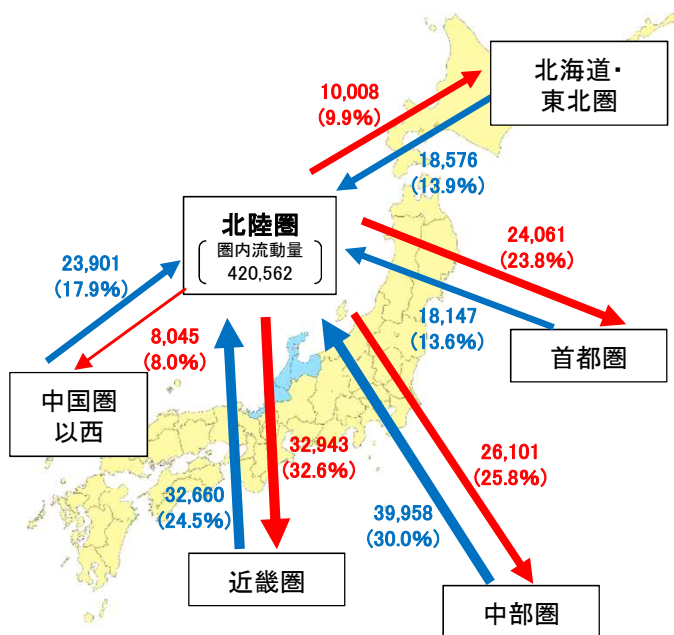 北海道・
東北圏
10,008
(9.9%)
18,576
(13.9%)
北陸圏
圏内流動量
420,562
24,061
(23.8%)
23,901
(17.9%)
18,147
(13.6%)
8,045
(8.0%)
首都圏
中国圏
以西
32,943
(32.6%)
26,101
(25.8%)
32,660
(24.5%)
39,958
(30.0%)
近畿圏
中部圏